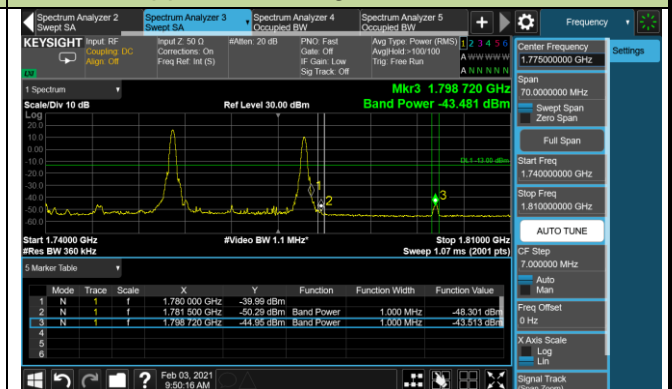 Spectrum Analyzer 2
Swept SA
Spectrum Analyzer 3
Swept SA
Spectrum Analyzer 4
Occupied BW
Spectrum Analyzer 5
Occupied BW
+
Frequency
KEYSIGHT
Input: RF
Coupling: DC
Align: Off
Input Z: 50 Ω
Corrections: On
Freq Ref: Int (S)
#Atten: 20 dB
PNO: Fast
Gate: Off
IF Gain: Low
Sig Track: Off
Avg Type: Power (RMS)
Avg|Hold >100/100
Trig: Free Run
1 2 3 4 5 6
A W W W W W
A N N N N N
LXI
Center Frequency
1.775000000 GHz
Settings
Span
70.0000000 MHz
Swept Span
Zero Span
Full Span
Start Freq
1.740000000 GHz
Stop Freq
1.810000000 GHz
AUTO TUNE
CF Step
7.000000 MHz
Auto
Man
Freq Offset
0 Hz
X Axis Scale
Log
Lin
Signal Track
(Span Zoom)
1 Spectrum
Scale/Div 10 dB
Ref Level 30.00 dBm
Mkr3 1.798 720 GHz
Band Power -43.481 dBm
Log
20.0
10.0
0.00
-10.0
-20.0
-30.0
-40.0
-50.0
-60.0
DL1 -13.00 dBm
1
2
3
Start 1.74000 GHz
#Video BW 1.1 MHz*
Stop 1.81000 GHz
#Res BW 360 kHz
Sweep 1.07 ms (2001 pts)
5 Marker Table
Mode Trace Scale X Y Function Function Width Function Value
1 N 1 f 1.780 000 GHz -39.99 dBm
2 N 1 f 1.781 500 GHz -50.29 dBm Band Power 1.000 MHz -48.301 dBm
3 N 1 f 1.798 720 GHz -44.95 dBm Band Power 1.000 MHz -43.513 dBm
4
5
6
?
Feb 03, 2021
9:50:16 AM